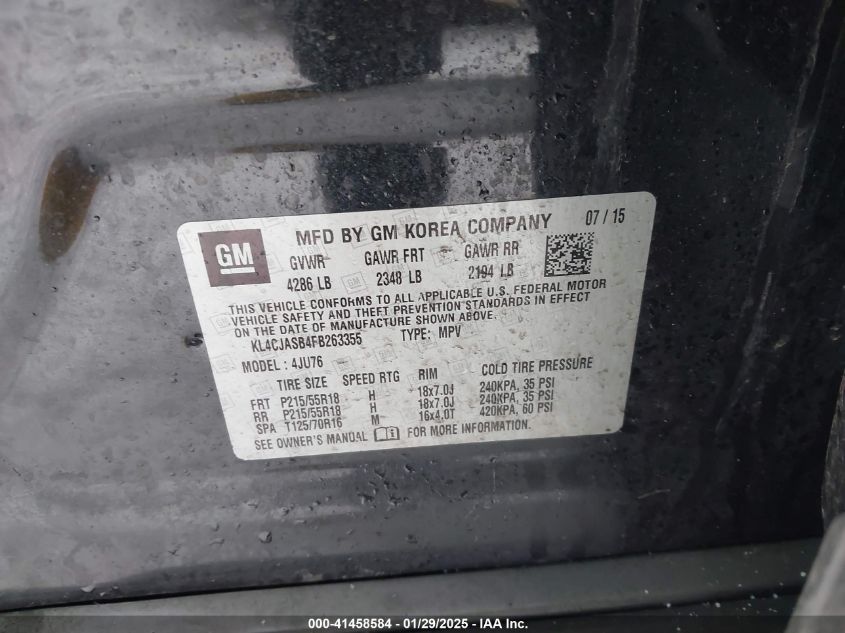 GM
MFD BY GM KOREA COMPANY 07 / 15
GVWR GAWR FRT GAWR RR
4286 LB 2348 LB 2194 LB
THIS VEHICLE CONFORMS TO ALL APPLICABLE U.S. FEDERAL MOTOR
VEHICLE SAFETY AND THEFT PREVENTION STANDARDS IN EFFECT
ON THE DATE OF MANUFACTURE SHOWN ABOVE.
KL4CJASB4FB263355 TYPE: MPV
MODEL: 4JU76
TIRE SIZE SPEED RTG RIM COLD TIRE PRESSURE
FRT P215/55R18 H 18x7.0J 240KPA, 35 PSI
RR P215/55R18 H 18x7.0J 240KPA, 35 PSI
SPA T125/70R16 M 16x4.0T 420KPA, 60 PSI
SEE OWNER'S MANUAL FOR MORE INFORMATION.
000-41458584 - 01/29/2025 - IAAI Inc.